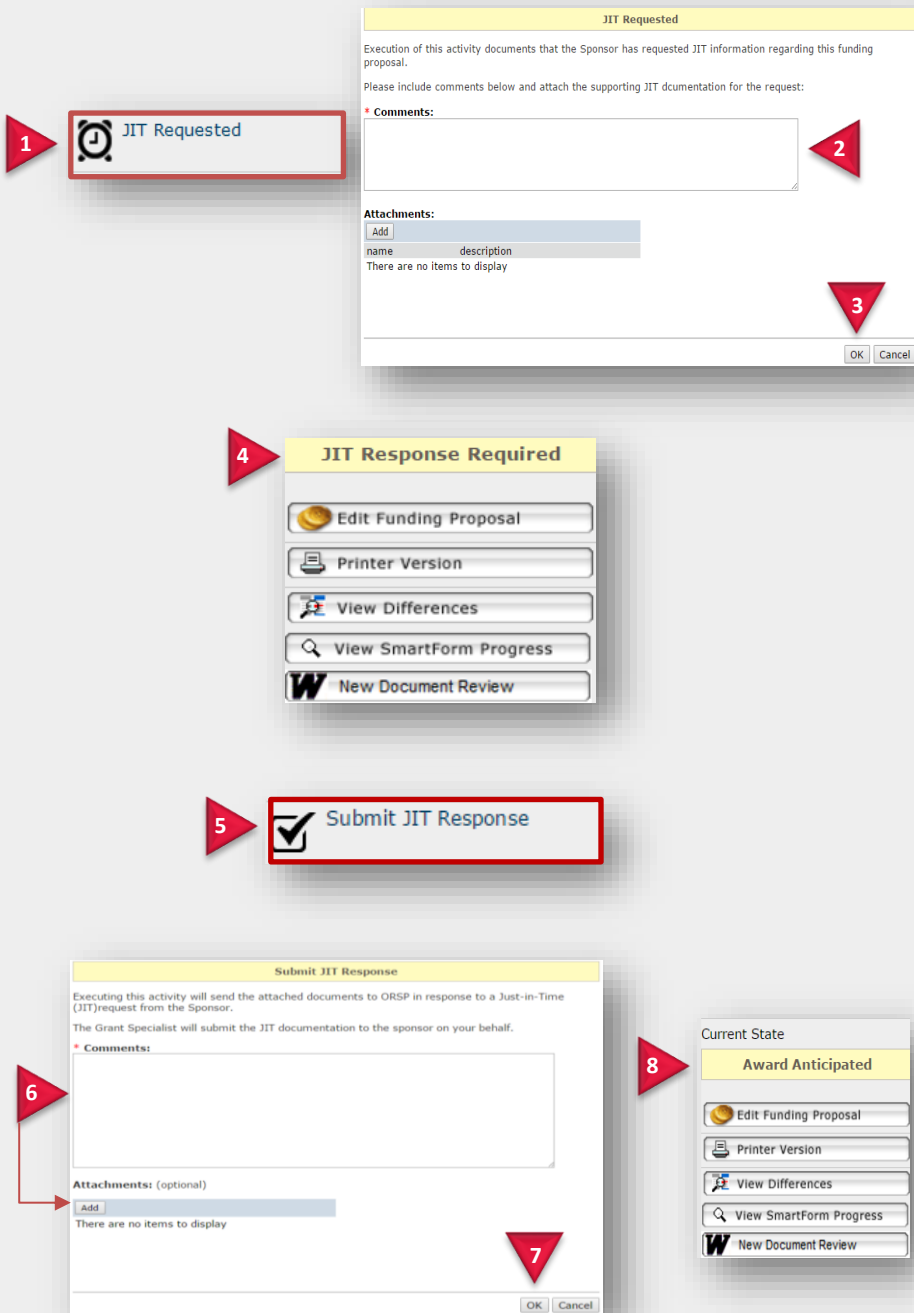 JIT Requested
Execution of this activity documents that the Sponsor has requested JIT information regarding this funding
proposal.
Please include comments below and attach the supporting JIT dcumentation for the request:
1
JIT Requested
* Comments:
2
Attachments:
Add
name description
There are no items to display
3
OK Cancel
4
JIT Response Required
Edit Funding Proposal
Printer Version
View Differences
View SmartForm Progress
W New Document Review
5
Submit JIT Response
Submit JIT Response
Executing this activity will send the attached documents to ORSP in response to a Just-in-Time
(JIT)request from the Sponsor.
The Grant Specialist will submit the JIT documentation to the sponsor on your behalf.
* Comments:
6
Attachments: (optional)
Add
There are no items to display
7
OK Cancel
Current State
8
Award Anticipated
Edit Funding Proposal
Printer Version
View Differences
View SmartForm Progress
W New Document Review